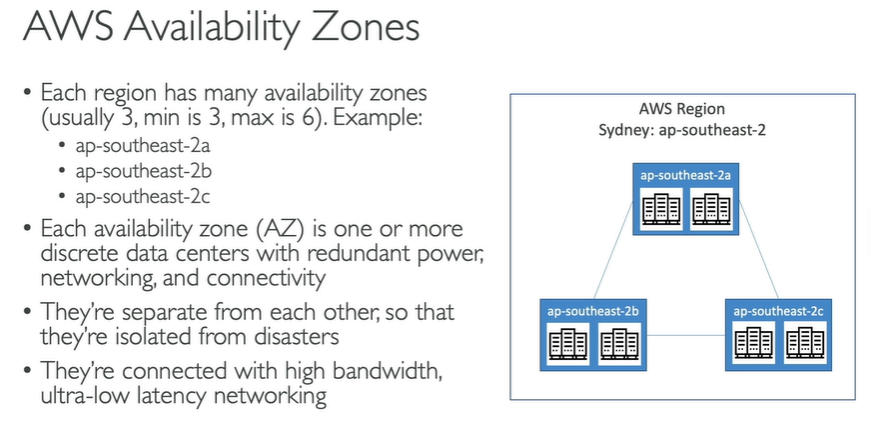 AWS Availability Zones
• Each region has many availability zones
(usually 3, min is 3, max is 6). Example:
• ap-southeast-2a
• ap-southeast-2b
• ap-southeast-2c
• Each availability zone (AZ) is one or more
discrete data centers with redundant power,
networking, and connectivity
• They’re separate from each other, so that
they’re isolated from disasters
• They’re connected with high bandwidth,
ultra-low latency networking
AWS Region
Sydney: ap-southeast-2
ap-southeast-2a
ap-southeast-2b
ap-southeast-2c